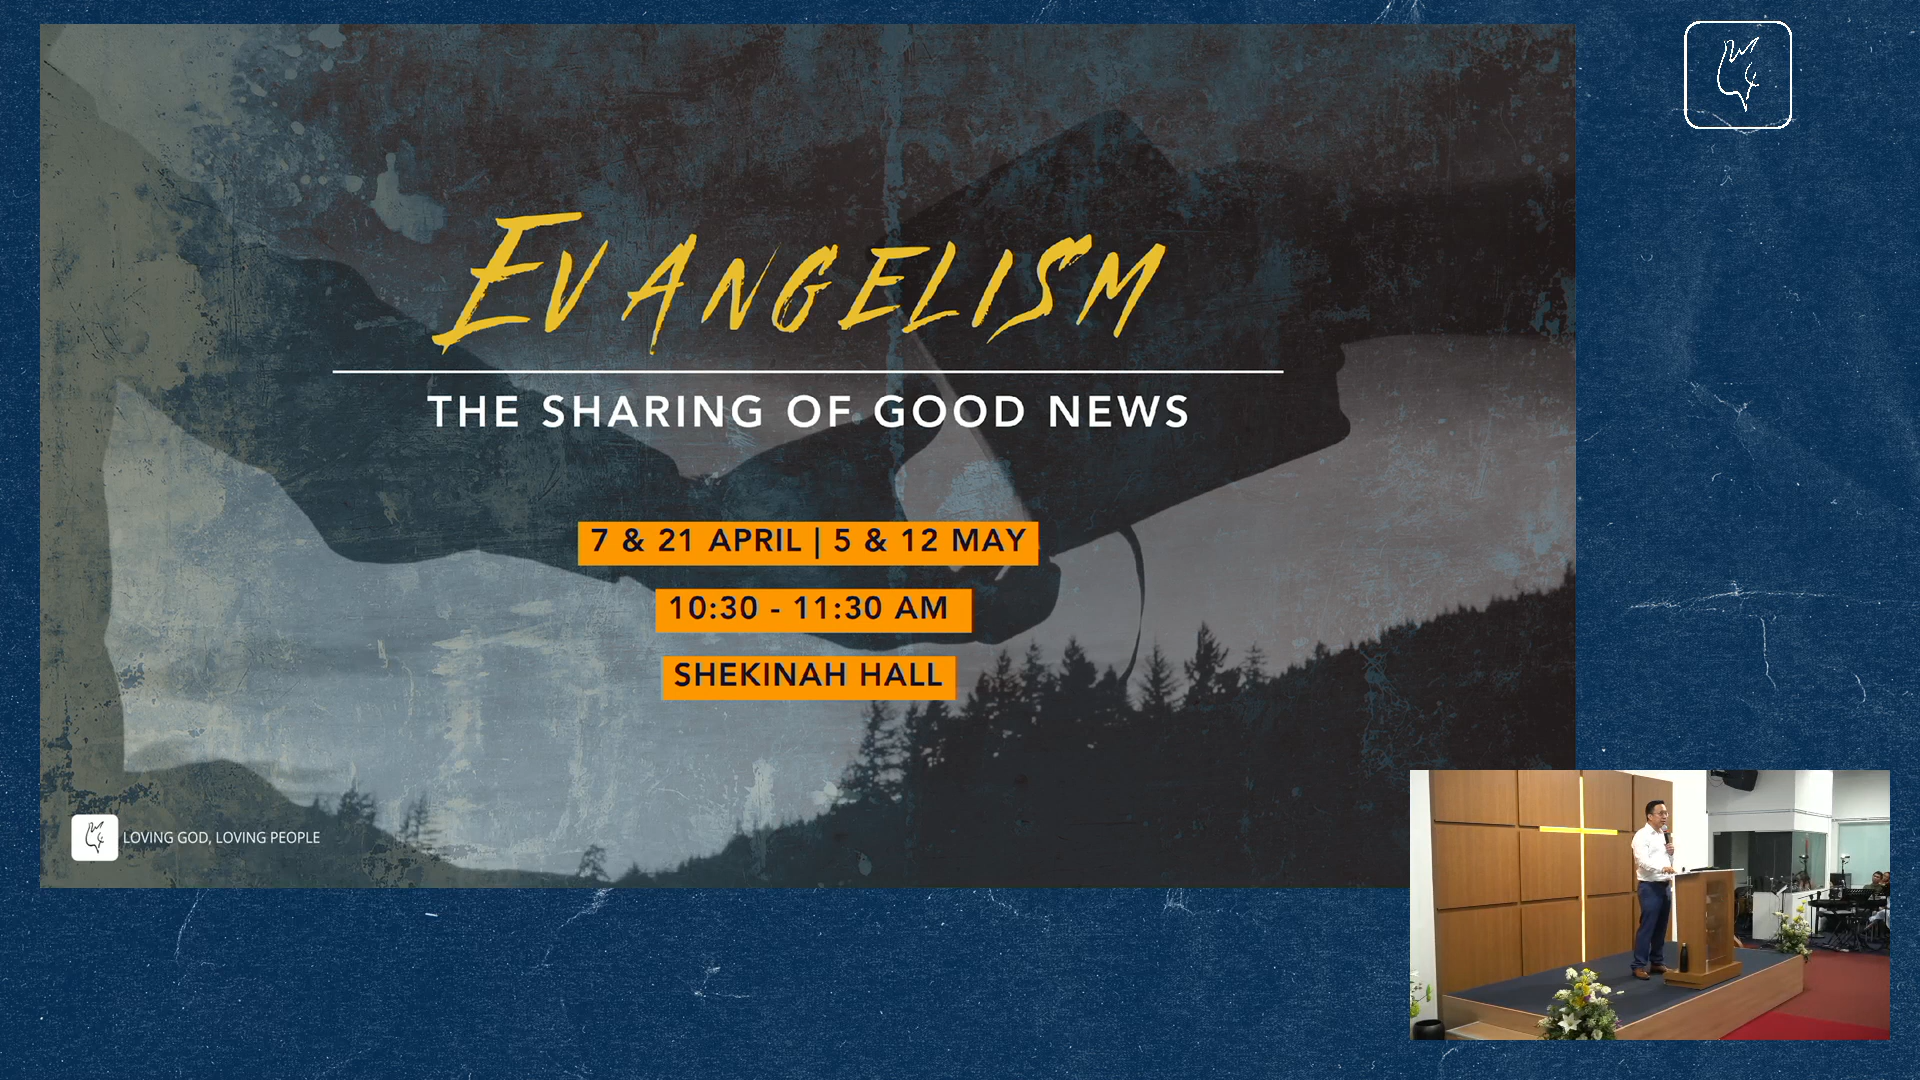 EVANGELISM
THE SHARING OF GOOD NEWS
7 & 21 APRIL | 5 & 12 MAY
10:30 - 11:30 AM
SHEKINAH HALL
LOVING GOD, LOVING PEOPLE